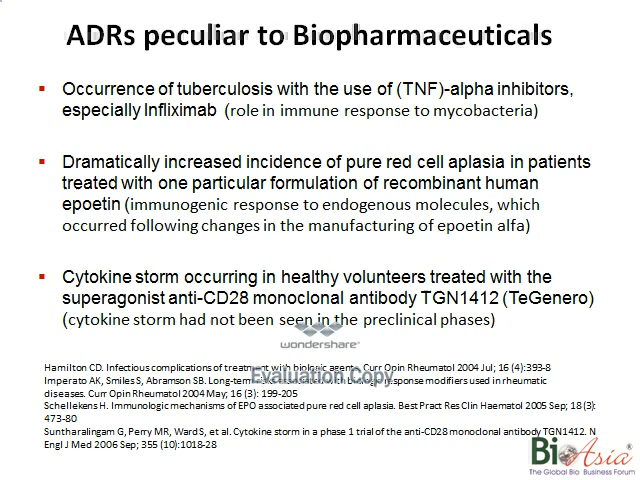 ADRs peculiar to Biopharmaceuticals
Occurrence of tuberculosis with the use of (TNF)-alpha inhibitors,
especially Infliximab (role in immune response to mycobacteria)
Dramatically increased incidence of pure red cell aplasia in patients
treated with one particular formulation of recombinant human
epoetin (immunogenic response to endogenous molecules, which
occurred following changes in the manufacturing of epoetin alfa)
Cytokine storm occurring in healthy volunteers treated with the
superagonist anti-CD28 monoclonal antibody TGN1412 (TeGenero)
(cytokine storm had not been seen in the preclinical phases)
wondershare
Evaluation Copy
Hamilton CD. Infectious complications of treatment with biologic agents. Curr Opin Rheumatol 2004 Jul; 16 (4):393-8
Imperato AK, Smiles S, Abramson SB. Long-term with response modifiers used in rheumatic
diseases. Curr Opin Rheumatol 2004 May; 16 (3): 199-205
Schellekens H. Immunologic mechanisms of EPO associated pure red cell aplasia. Best Pract Res Clin Haematol 2005 Sep; 18 (3):
473-80
Suntharalingam G, Perry MR, Ward S, et al. Cytokine storm in a phase 1 trial of the anti-CD28 monoclonal antibody TGN1412. N
Engl J Med 2006 Sep; 355 (10):1018-28
BioAsia®
The Global Bio Business Forum